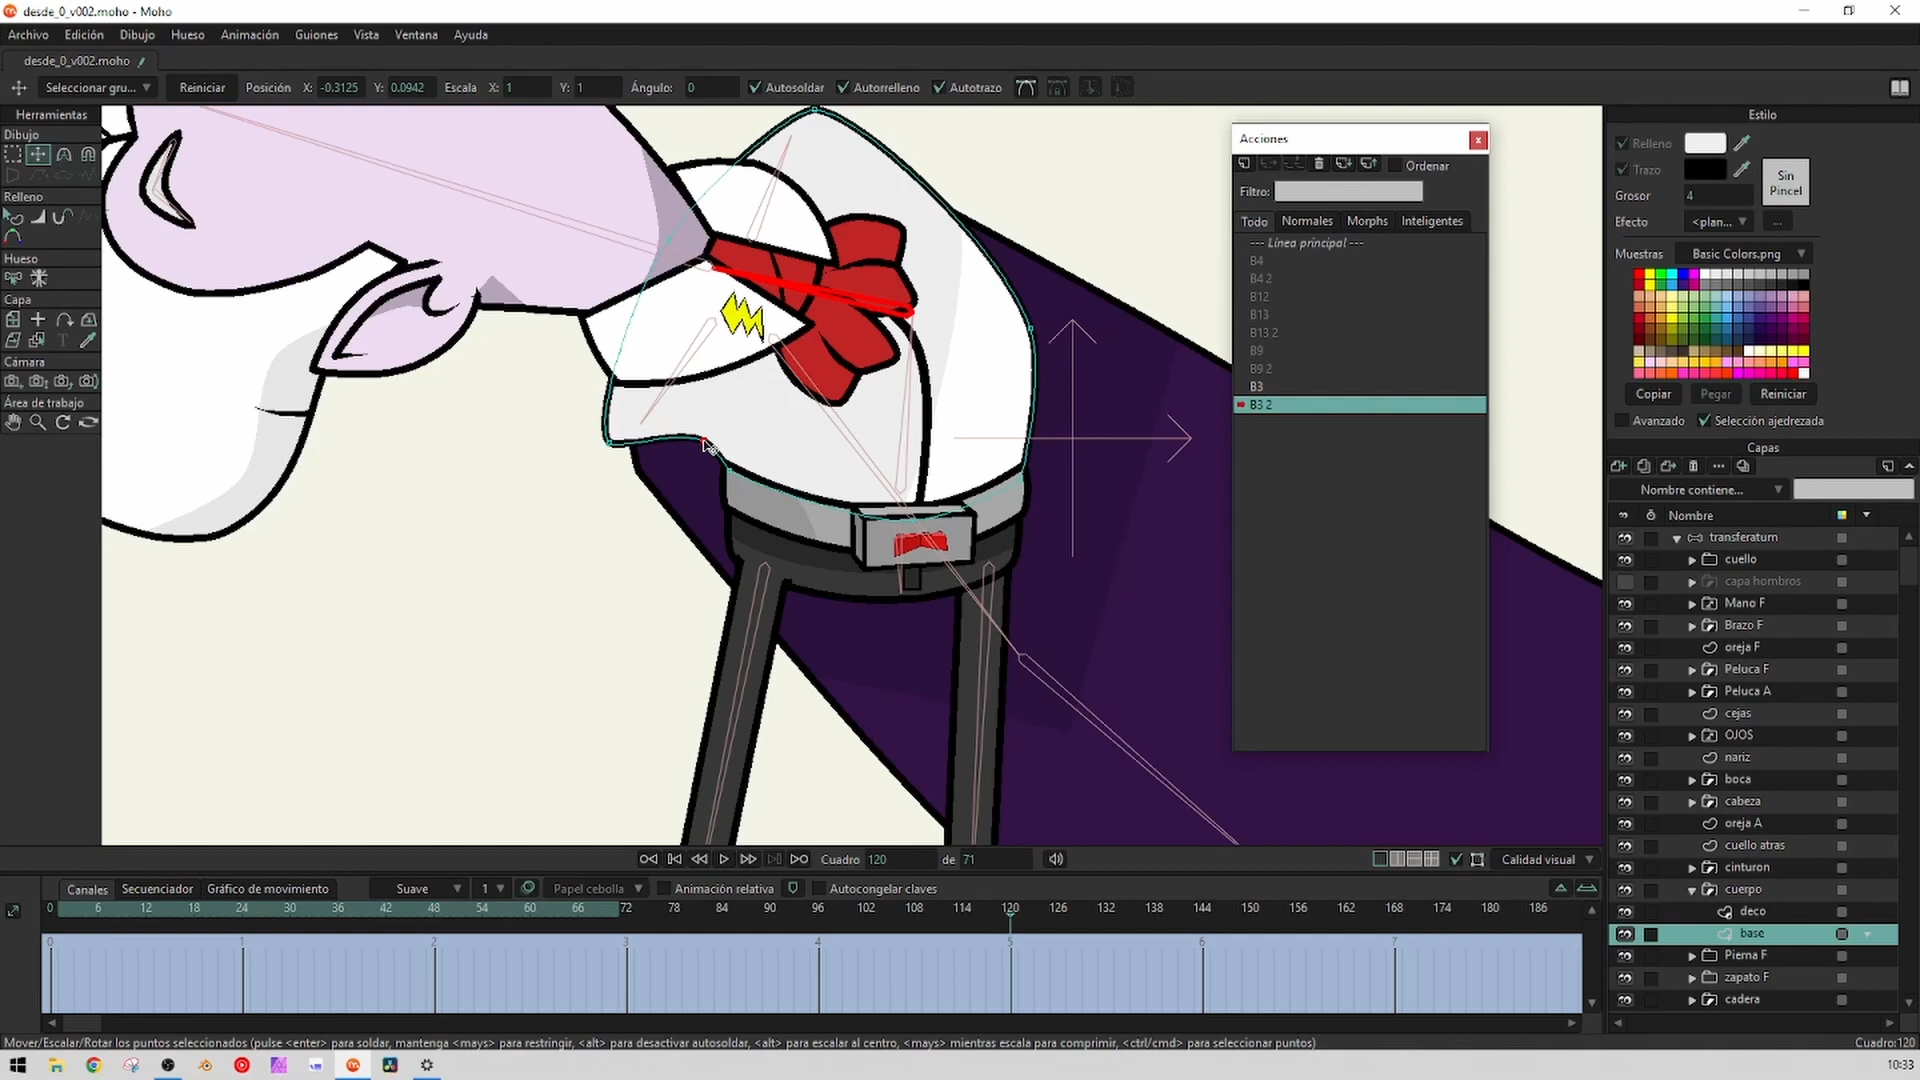 desde_0_v002.moho - Moho
Archivo Edición Dibujo Hueso Animación Guiones Vista Ventana Ayuda
desde_0_v002.moho
Seleccionar gru... Reiniciar Posición X: -0.3125 Y: 0.0942 Escala X: 1 Y: 1 Ángulo: 0 Autosoldar Autorrelleno Autotrazo
Herramientas
Dibujo
Relleno
Hueso
Capa
Cámara
Área de trabajo
Acciones
Ordenar
Filtro:
Todo Normales Morphs Inteligentes
--- Línea principal ---
B4
B4 2
B12
B13
B13 2
B9
B9 2
B3
B3 2
Estilo
Relleno
Trazo
Sin Pincel
Grosor 4
Efecto <plan... ...
Muestras Basic Colors.png
Copiar Pegar Reiniciar
Avanzado Selección ajedrezada
Capas
Nombre contiene...
Nombre
transferatum
cuello
capa hombros
Mano F
Brazo F
oreja F
Peluca F
Peluca A
cejas
OJOS
nariz
boca
cabeza
oreja A
cuello atras
cinturon
cuerpo
deco
base
Pierna F
zapato F
cadera
Cuadro 120 de 71 Calidad visual
Canales Secuenciador Gráfico de movimiento Suave 1 Papel cebolla Animación relativa Autocongelar claves
0 6 12 18 24 30 36 42 48 54 60 66 72 78 84 90 96 102 108 114 120 126 132 138 144 150 156 162 168 174 180 186
0 1 2 3 4 5 6 7
Mover/Escalar/Rotar los puntos seleccionados (pulse <enter> para soldar, mantenga <mays> para restringir, <alt> para desactivar autosoldar, <alt> para escalar al centro, <mays> mientras escala para comprimir, <ctrl/cmd> para seleccionar puntos) Cuadro:120
10:33